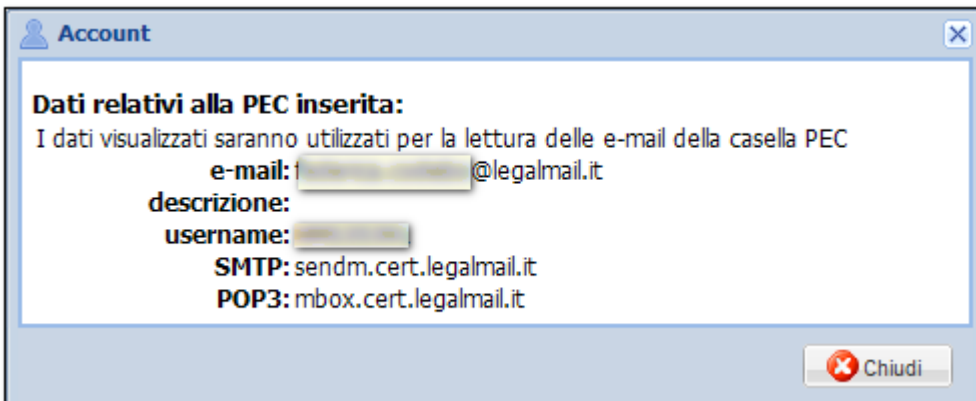 Account
Dati relativi alla PEC inserita:
I dati visualizzati saranno utilizzati per la lettura delle e-mail della casella PEC
e-mail: @legalmail.it
descrizione:
username:
SMTP: sendm.cert.legalmail.it
POP3: mbox.cert.legalmail.it
Chiudi